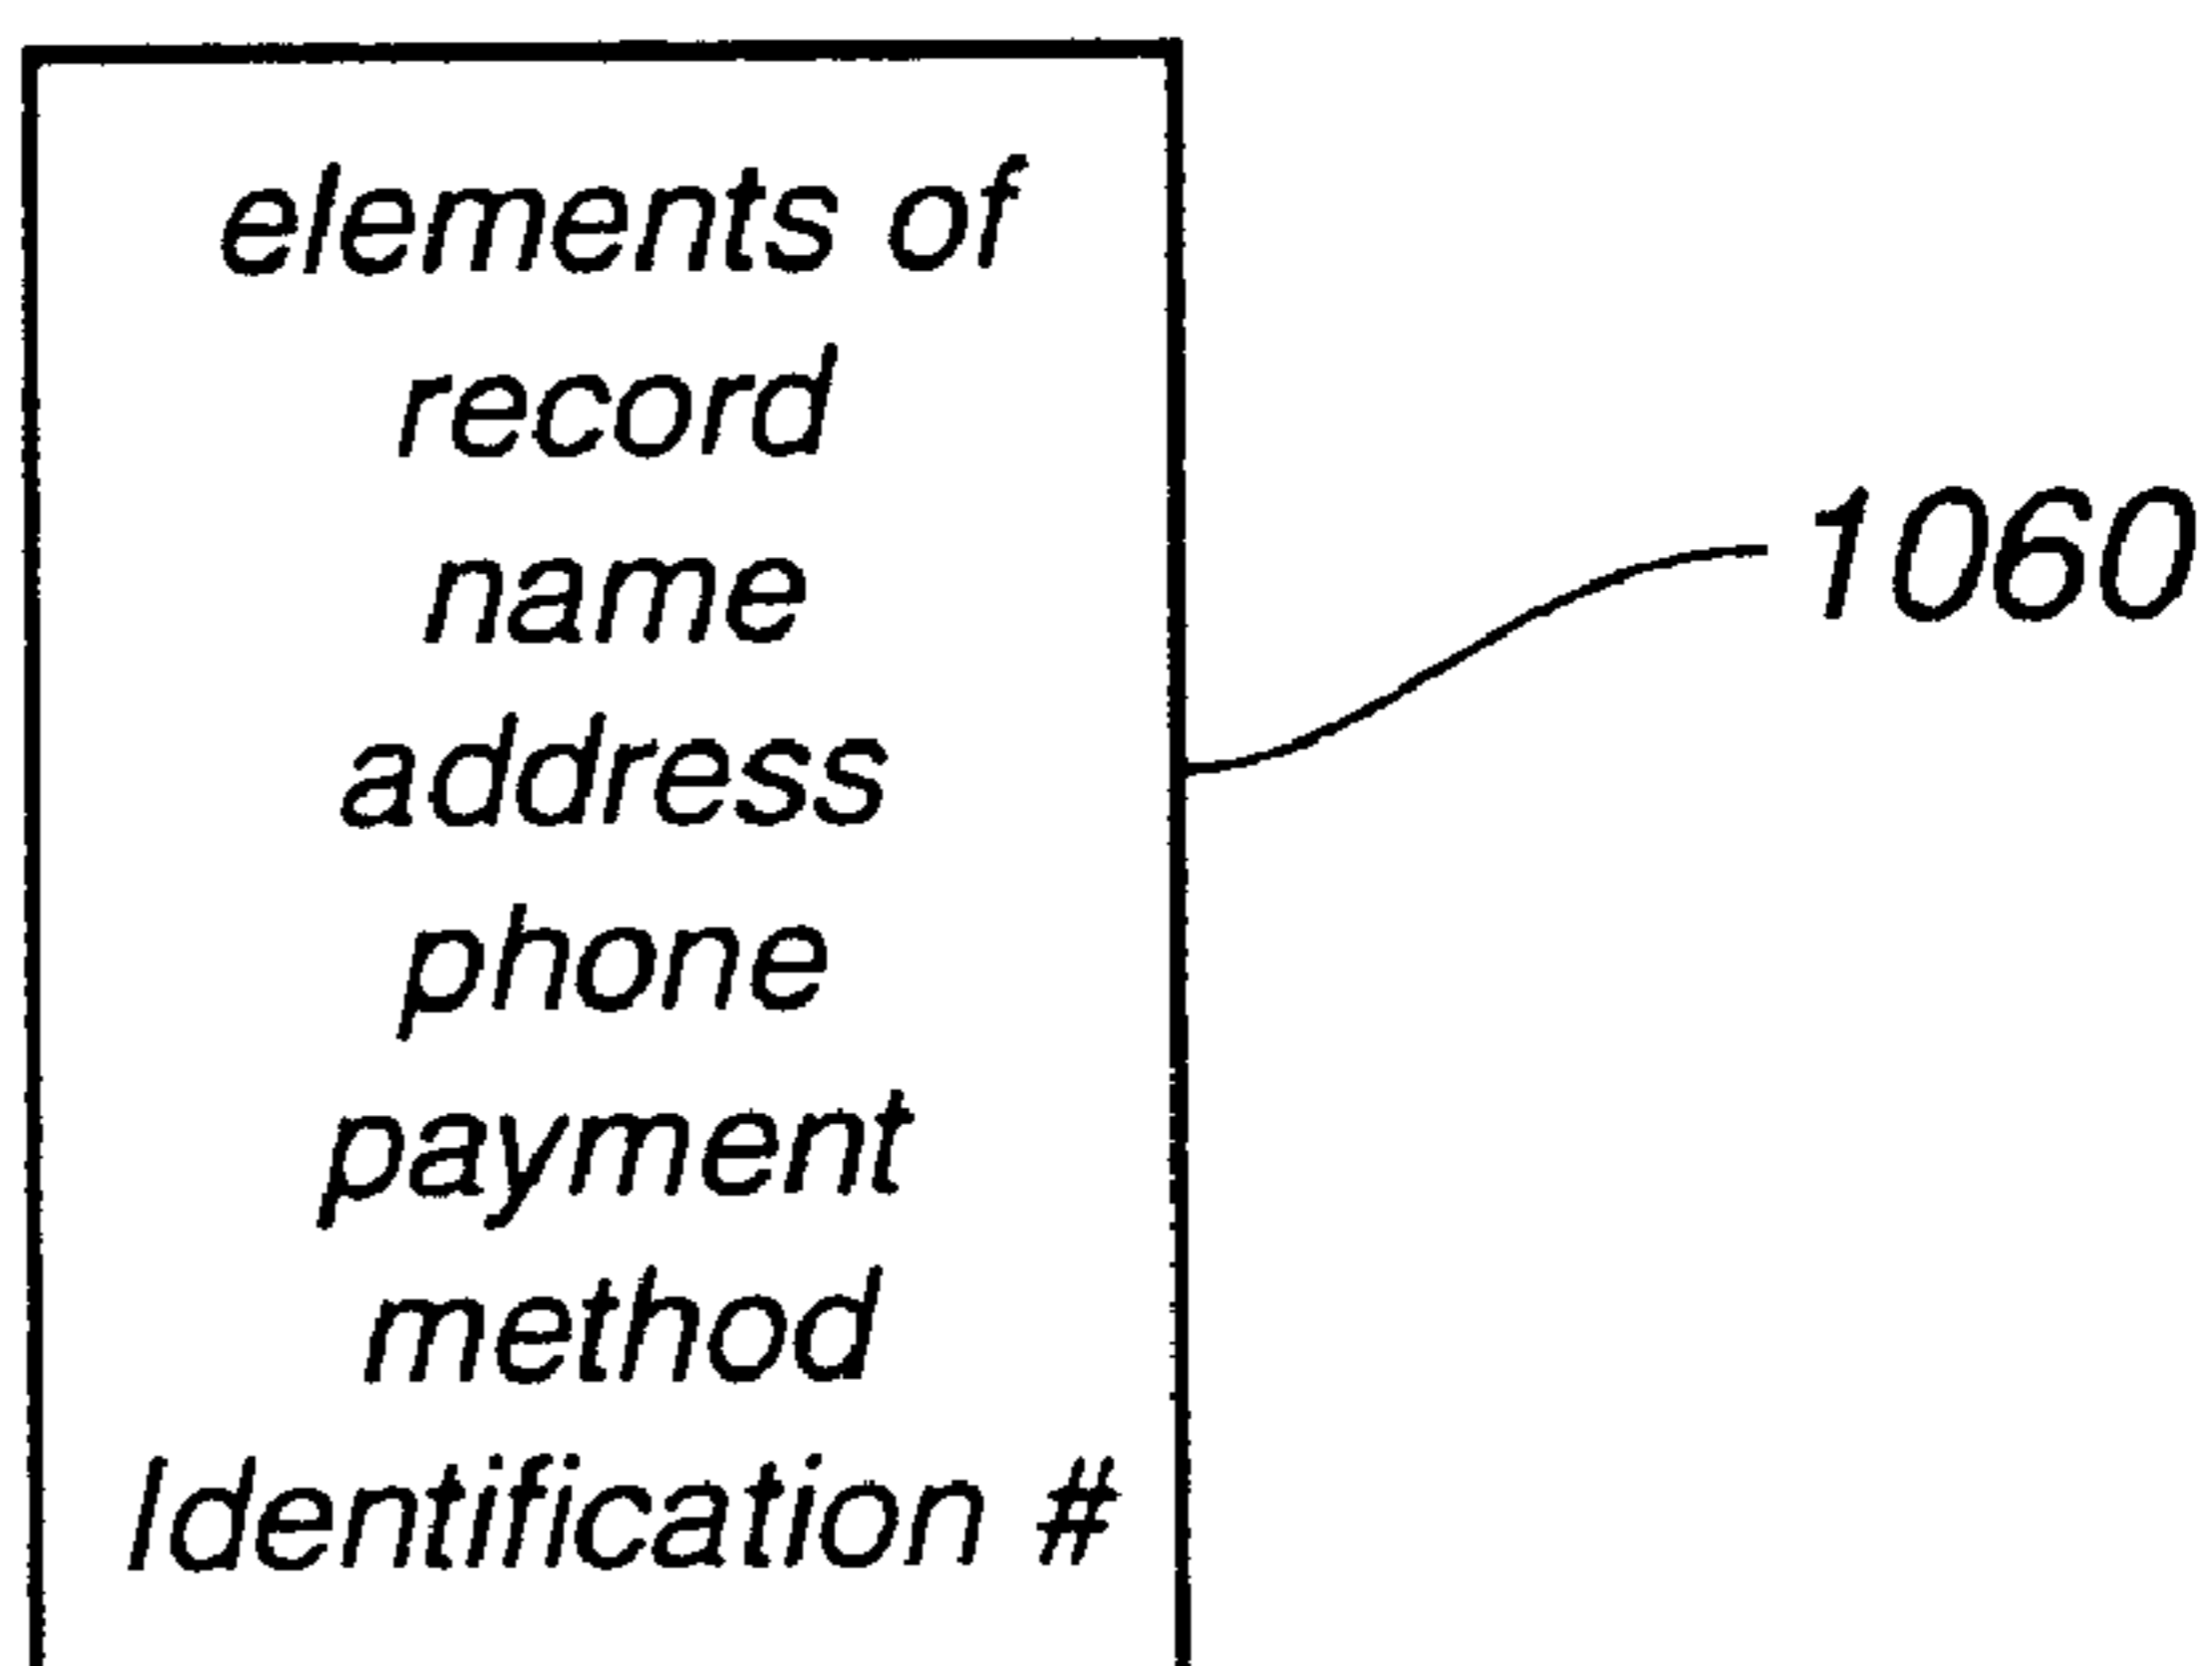 elements of
record
name
address
phone
payment
method
Identification #
1060